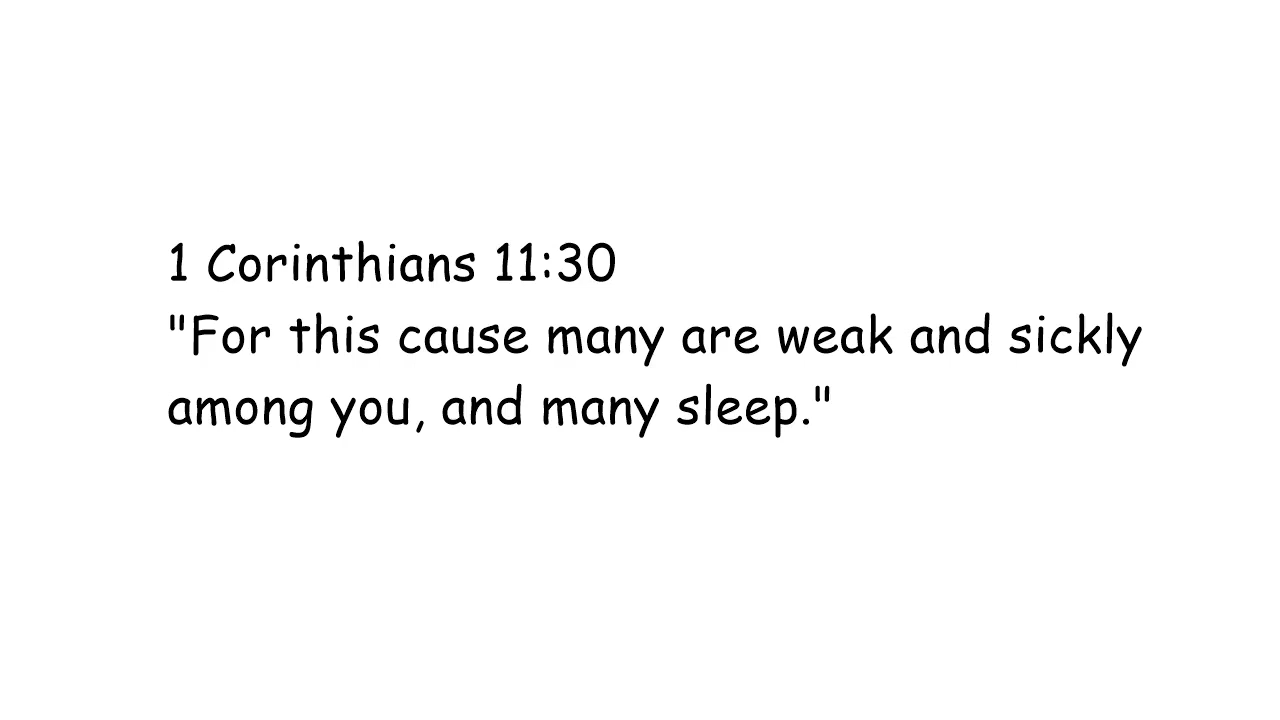 1 Corinthians 11:30
"For this cause many are weak and sickly
among you, and many sleep."